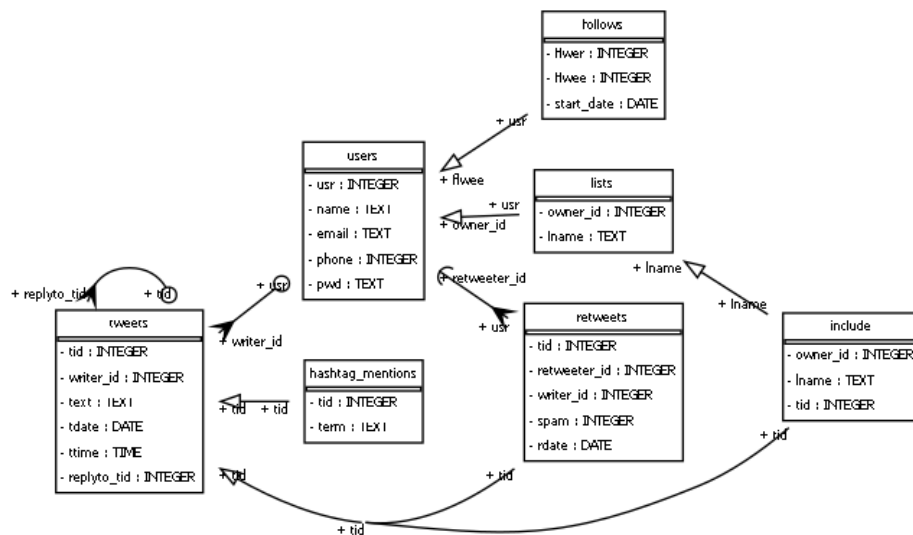 follows
- flwer : INTEGER
- flwee : INTEGER
- start_date : DATE
+ usr
users
- usr : INTEGER
- name : TEXT
- email : TEXT
- phone : INTEGER
- pwd : TEXT
+ flwee
lists
- owner_id : INTEGER
- lname : TEXT
+ usr
+ owner_id
+ lname
+ lname
+ retweeter_id
+ usr
+ usr
+ writer_id
+ replyto_tid
+ tid
tweets
- tid : INTEGER
- writer_id : INTEGER
- text : TEXT
- tdate : DATE
- ttime : TIME
- replyto_tid : INTEGER
hashtag_mentions
- tid : INTEGER
- term : TEXT
+ tid
+ tid
retweets
- tid : INTEGER
- retweeter_id : INTEGER
- writer_id : INTEGER
- spam : INTEGER
- rdate : DATE
include
- owner_id : INTEGER
- lname : TEXT
- tid : INTEGER
+ tid
+ tid
+ tid
+ tid